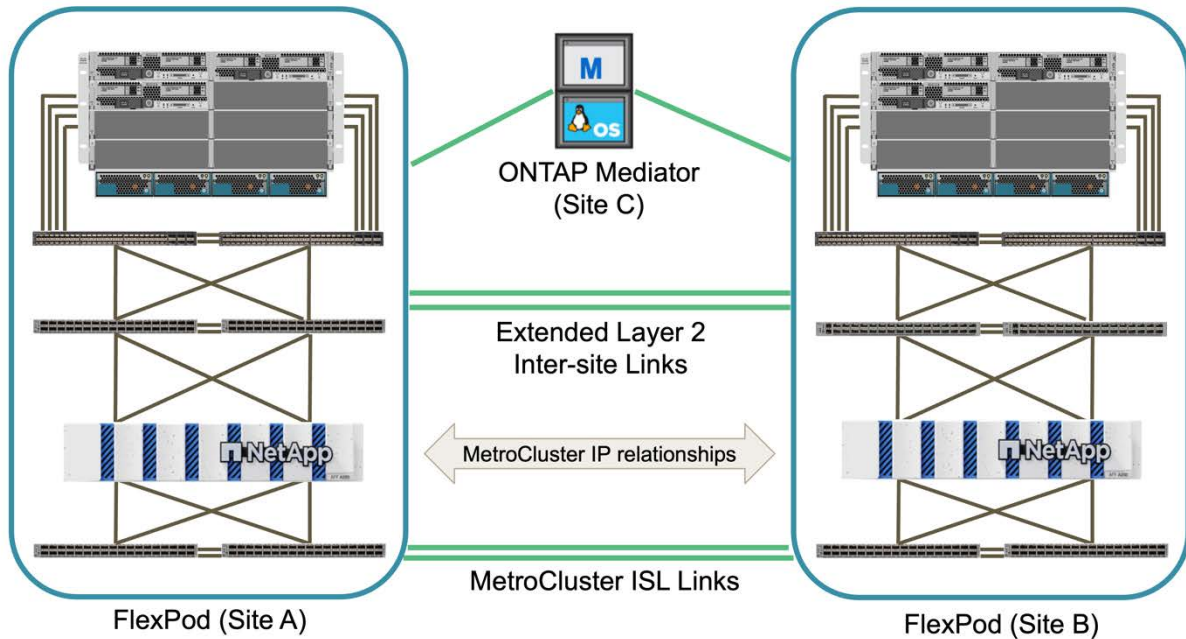 M
OS
ONTAP Mediator
(Site C)
Extended Layer 2
Inter-site Links
NetApp
MetroCluster IP relationships
NetApp
MetroCluster ISL Links
FlexPod (Site A)
FlexPod (Site B)